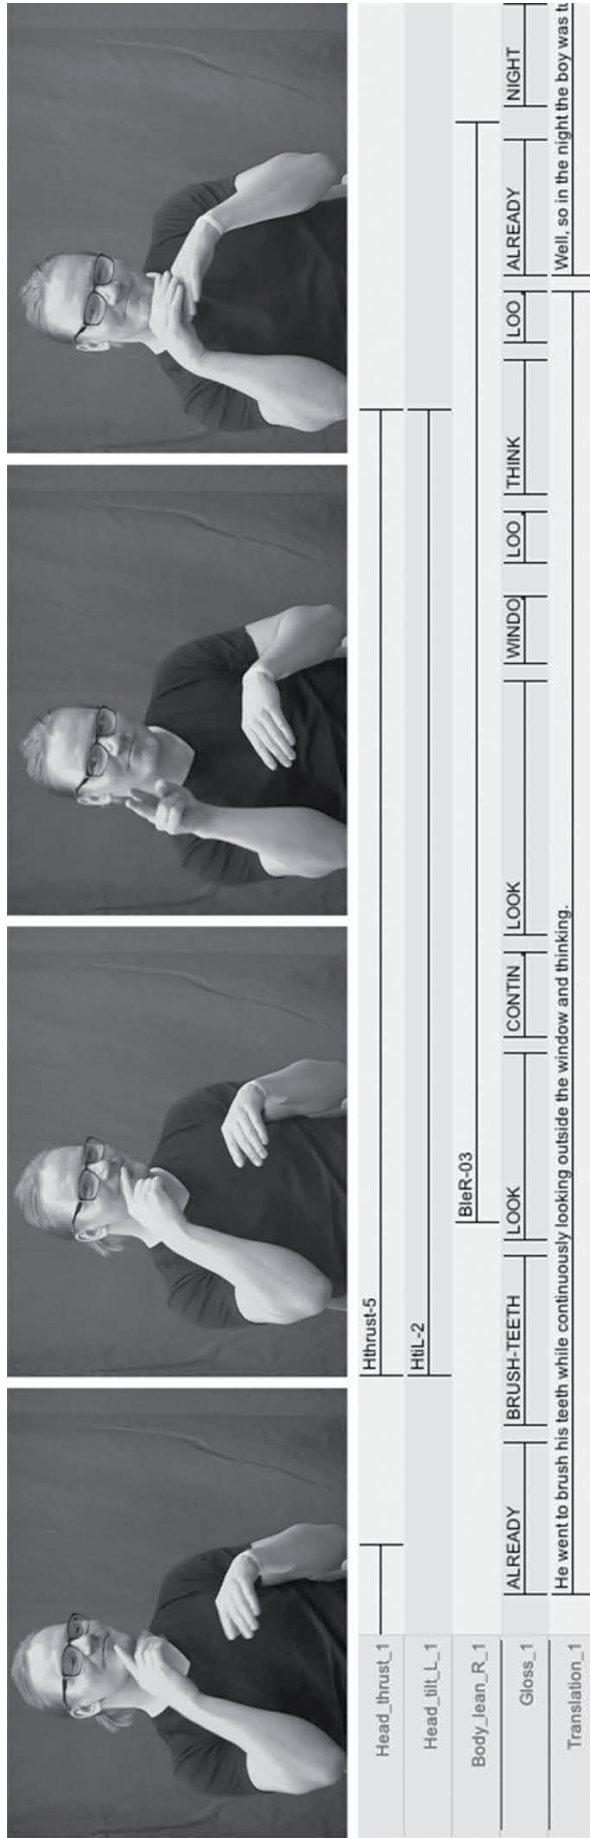 Head_thrust_1 Hthrust-5
Head_tilt_L_1 HtiL-2
Body_lean_R_1 BleR-03
Gloss_1 ALREADY BRUSH-TEETH LOOK CONTIN LOOK WINDO LOO THINK LOO ALREADY NIGHT
Translation_1 He went to brush his teeth while continuously looking outside the window and thinking. Well, so in the night the boy was tu